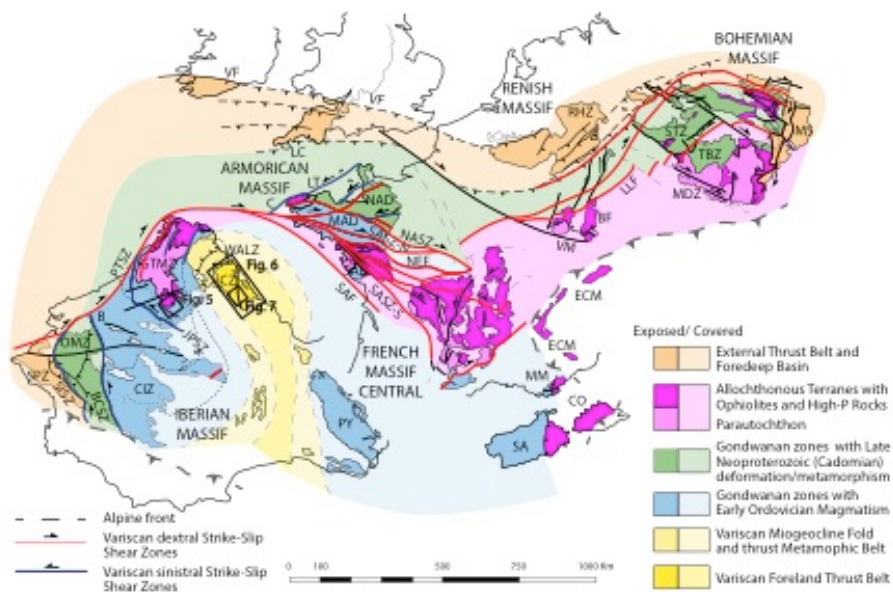 BOHEMIAN
MASSIF
VF
VF
RENISH
MASSIF
RHZ
MS
STZ
TBZ
MDZ
LC
ARMORICAN
MASSIF
LT
C
NAD
MAD
NASZ
NEF
LLF
BF
VM
PTSZ
GTMZ
WALZ
CZ
Fig. 6
Fig. 5
Fig. 7
SAF
SASZ-S
ECM
ECM
B
OMZ
CIZ
IBERIAN
MASSIF
FRENCH
MASSIF
CENTRAL
MM
CO
PY
SA
Exposed/ Covered
External Thrust Belt and
Foredeep Basin
Allochthonous Terranes with
Ophiolites and High-P Rocks
Parautochthon
Gondwanan zones with Late
Neoproterozoic (Cadomian)
deformation/metamorphism
Gondwanan zones with
Early Ordovician Magmatism
Variscan Miogeocline Fold
and thrust Metamophic Belt
Variscan Foreland Thrust Belt
Alpine front
Variscan dextral Strike-Slip
Shear Zones
Variscan sinistral Strike-Slip
Shear Zones
0 250 500 750 1000 Km